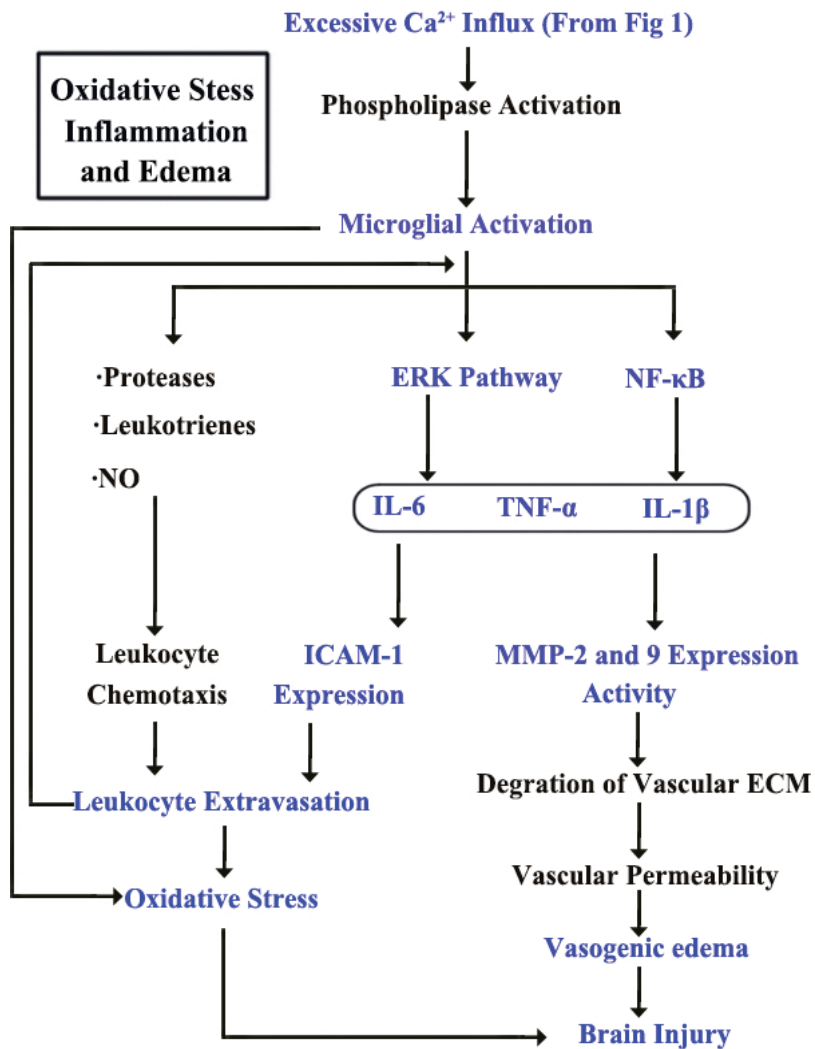 Excessive Ca²⁺ Influx (From Fig 1)
Oxidative Stess
Inflammation
and Edema
Phospholipase Activation
Microglial Activation
·Proteases
·Leukotrienes
·NO
ERK Pathway
NF-κB
IL-6 TNF-α IL-1β
Leukocyte
Chemotaxis
ICAM-1
Expression
MMP-2 and 9 Expression
Activity
Degration of Vascular ECM
Leukocyte Extravasation
Vascular Permeability
Oxidative Stress
Vasogenic edema
Brain Injury